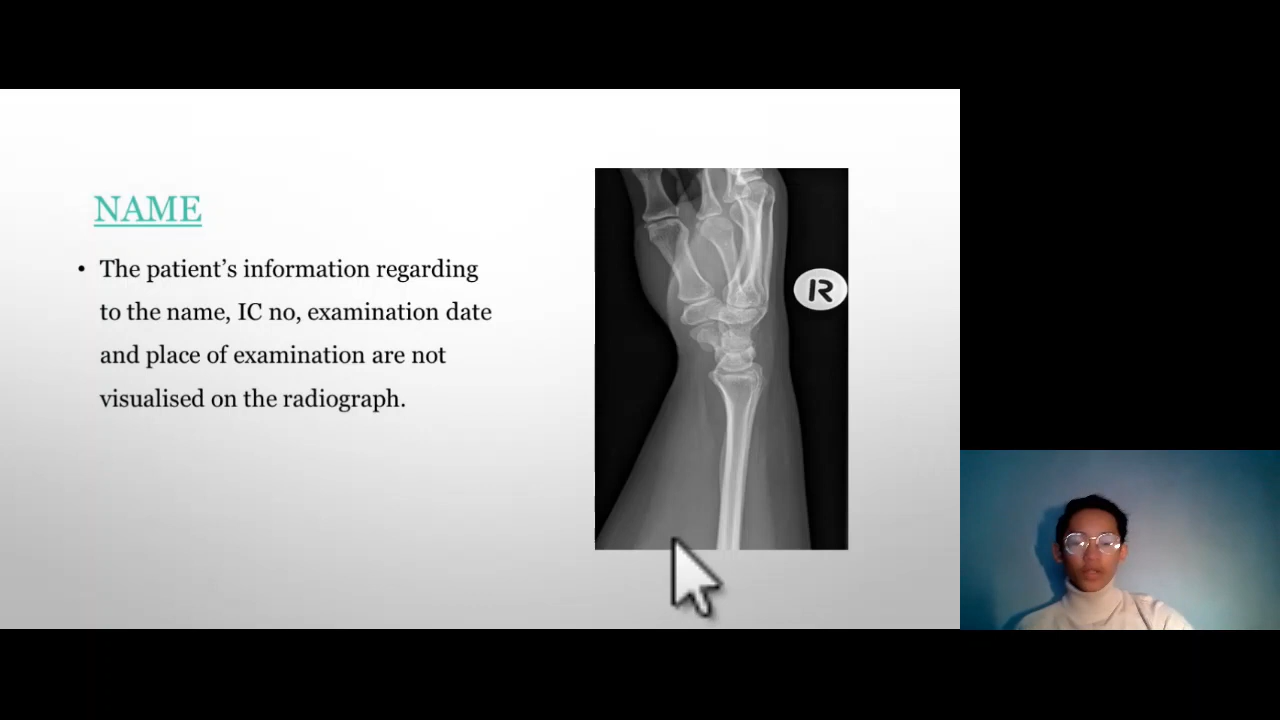 NAME
• The patient's information regarding
to the name, IC no, examination date
and place of examination are not
visualised on the radiograph.
R